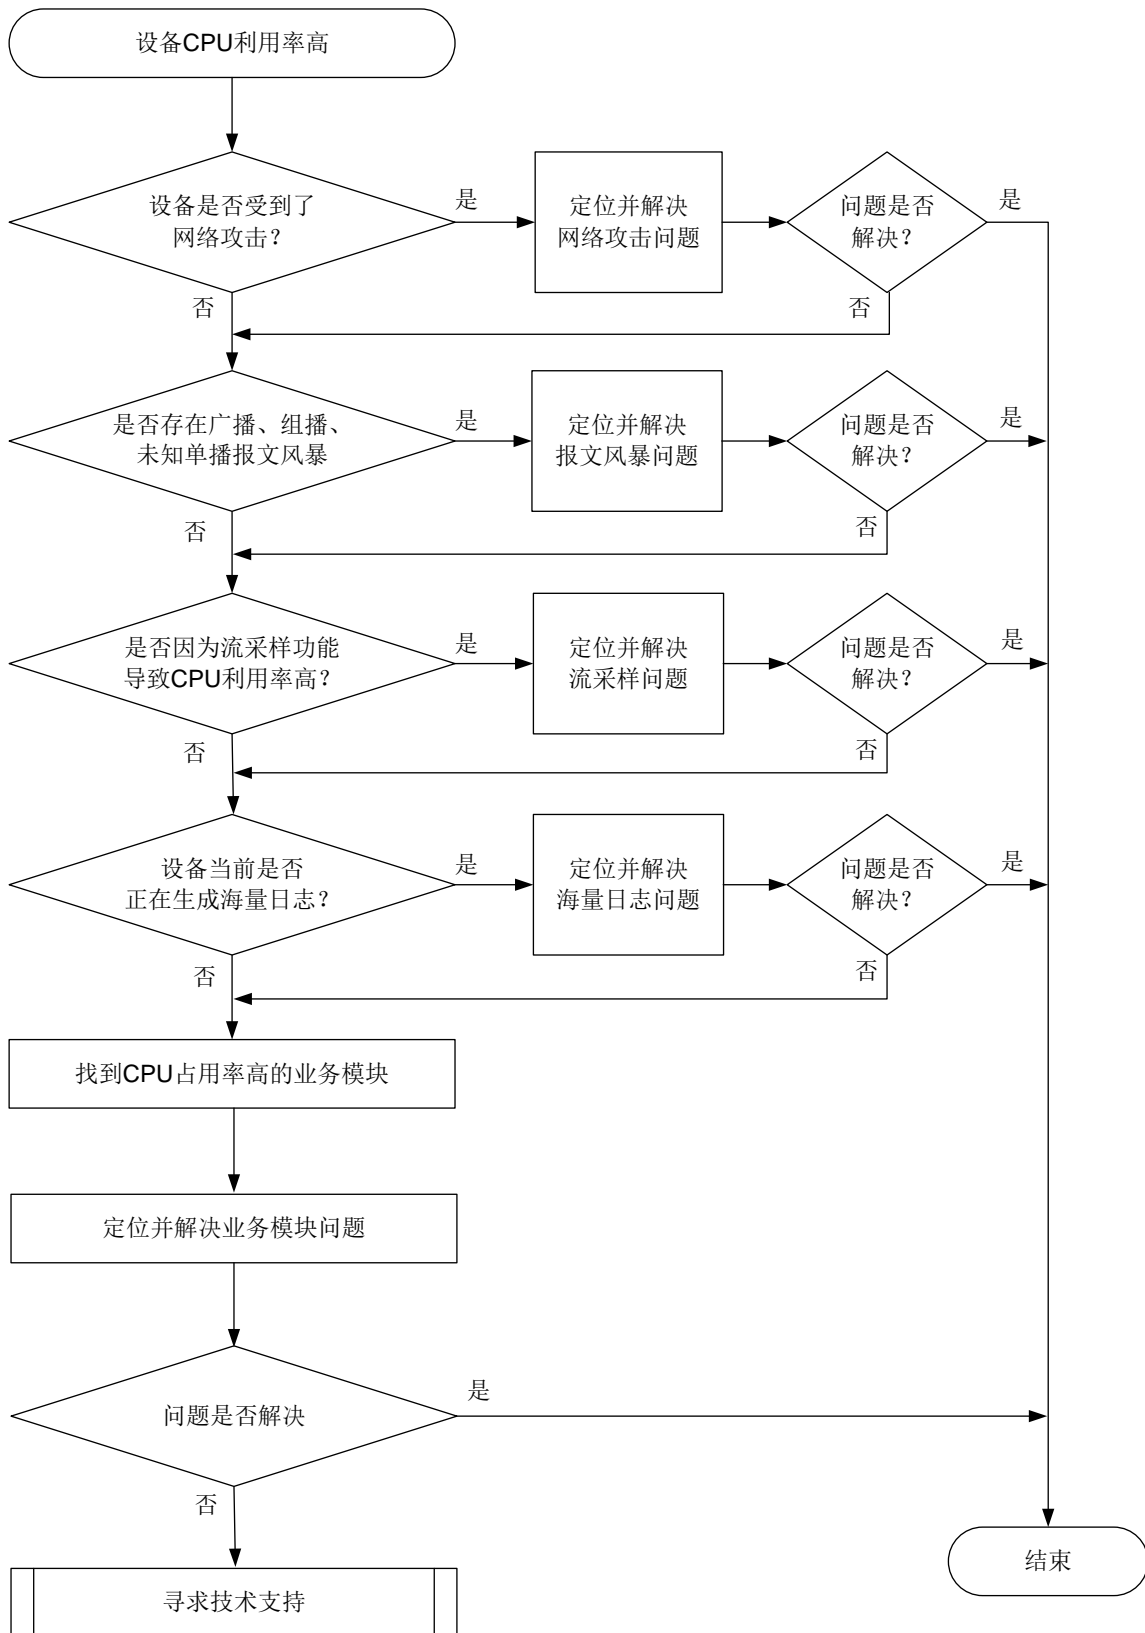 设备CPU利用率高
设备是否受到了
网络攻击？
是
定位并解决
网络攻击问题
问题是否
解决？
是
否
否
是否存在广播、组播、
未知单播报文风暴
是
定位并解决
报文风暴问题
问题是否
解决？
是
否
否
是否因为流采样功能
导致CPU利用率高？
是
定位并解决
流采样问题
问题是否
解决？
是
否
否
设备当前是否
正在生成海量日志？
是
定位并解决
海量日志问题
问题是否
解决？
是
否
否
找到CPU占用率高的业务模块
定位并解决业务模块问题
问题是否解决
是
否
结束
寻求技术支持